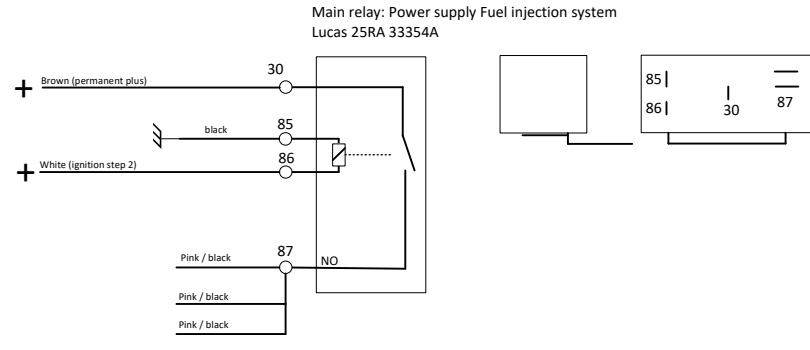 Main relay: Power supply Fuel injection system
Lucas 25RA 33354A
30
+ Brown (permanent plus)
black
85
86
+ White (ignition step 2)
87
Pink / black
NO
Pink / black
Pink / black
85
86
30
87